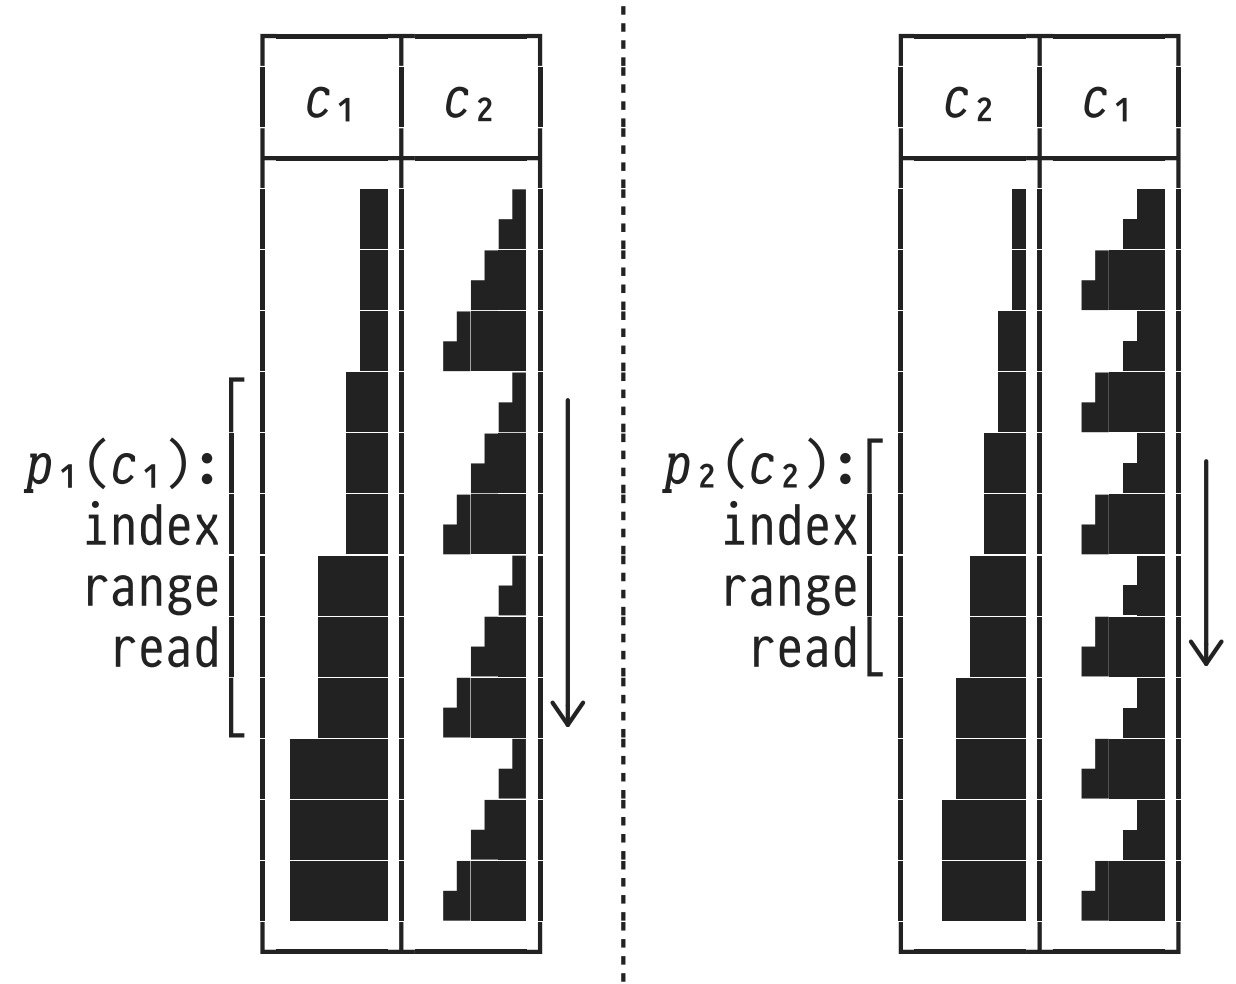 c₁ c₂
p₁(c₁):
index
range
read
c₂ c₁
p₂(c₂):
index
range
read